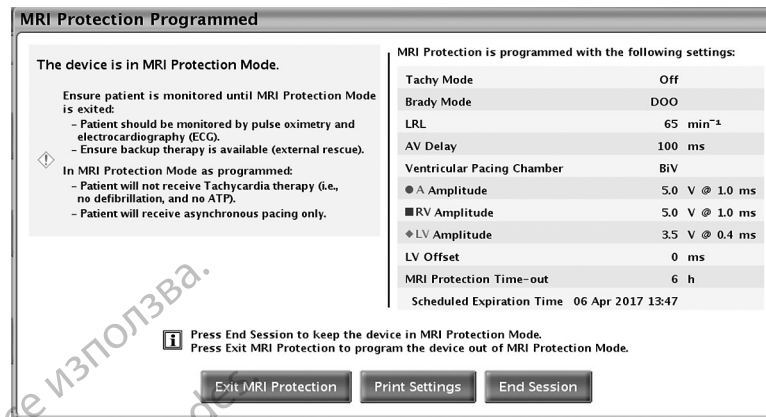 MRI Protection Programmed
The device is in MRI Protection Mode.
Ensure patient is monitored until MRI Protection Mode
is exited:
– Patient should be monitored by pulse oximetry and
electrocardiography (ECG).
– Ensure backup therapy is available (external rescue).
In MRI Protection Mode as programmed:
– Patient will not receive Tachycardia therapy (i.e.,
no defibrillation, and no ATP).
– Patient will receive asynchronous pacing only.
MRI Protection is programmed with the following settings:
Tachy Mode Off
Brady Mode DOO
LRL 65 min⁻¹
AV Delay 100 ms
Ventricular Pacing Chamber BiV
A Amplitude 5.0 V @ 1.0 ms
RV Amplitude 5.0 V @ 1.0 ms
LV Amplitude 3.5 V @ 0.4 ms
LV Offset 0 ms
MRI Protection Time-out 6 h
Scheduled Expiration Time 06 Apr 2017 13:47
Press End Session to keep the device in MRI Protection Mode.
Press Exit MRI Protection to program the device out of MRI Protection Mode.
Exit MRI Protection Print Settings End Session
се използва.